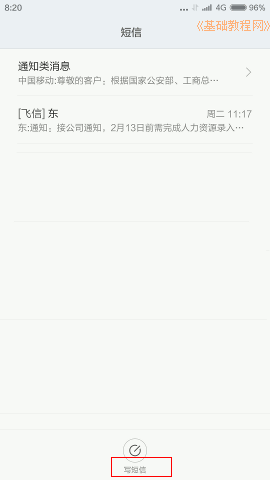 8:20
... 4G 96%
《基础教程网》
短信
通知类消息
中国移动:尊敬的客户；根据国家公安部、工商总…
[飞信] 东
周二 11:17
东:通知；接公司通知，2月13日前需完成人力资源录入…
写短信